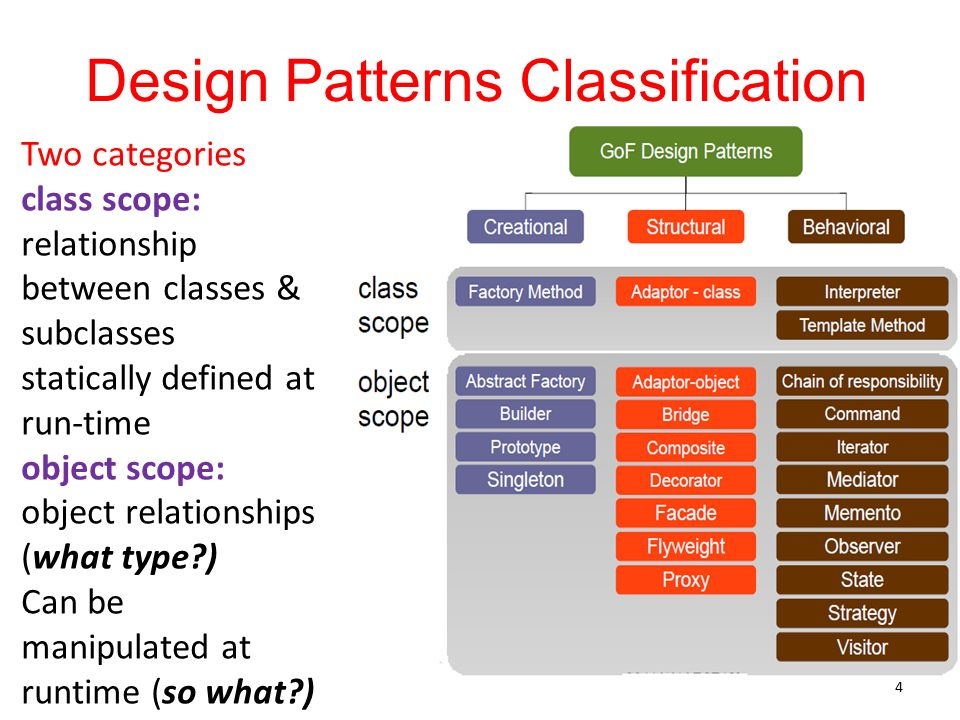 Design Patterns Classification
Two categories
class scope:
relationship
between classes &
subclasses
statically defined at
run-time
object scope:
object relationships
(what type?)
Can be
manipulated at
runtime (so what?)
GoF Design Patterns
Creational
Structural
Behavioral
class
scope
Factory Method
Adaptor - class
Interpreter
Template Method
object
scope
Abstract Factory
Builder
Prototype
Singleton
Adaptor-object
Bridge
Composite
Decorator
Facade
Flyweight
Proxy
Chain of responsibility
Command
Iterator
Mediator
Memento
Observer
State
Strategy
Visitor
4